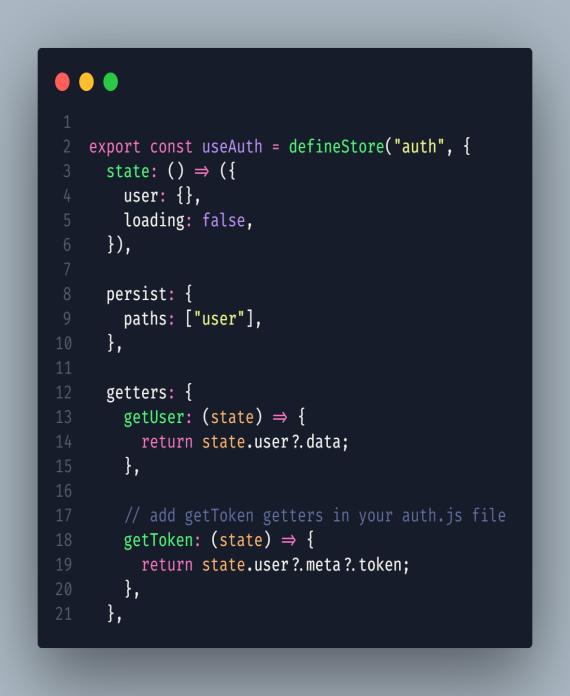 1
2 export const useAuth = defineStore("auth", {
3 state: () => ({
4 user: {},
5 loading: false,
6 }),
7
8 persist: {
9 paths: ["user"],
10 },
11
12 getters: {
13 getUser: (state) => {
14 return state.user?.data;
15 },
16
17 // add getToken getters in your auth.js file
18 getToken: (state) => {
19 return state.user?.meta?.token;
20 },
21 },